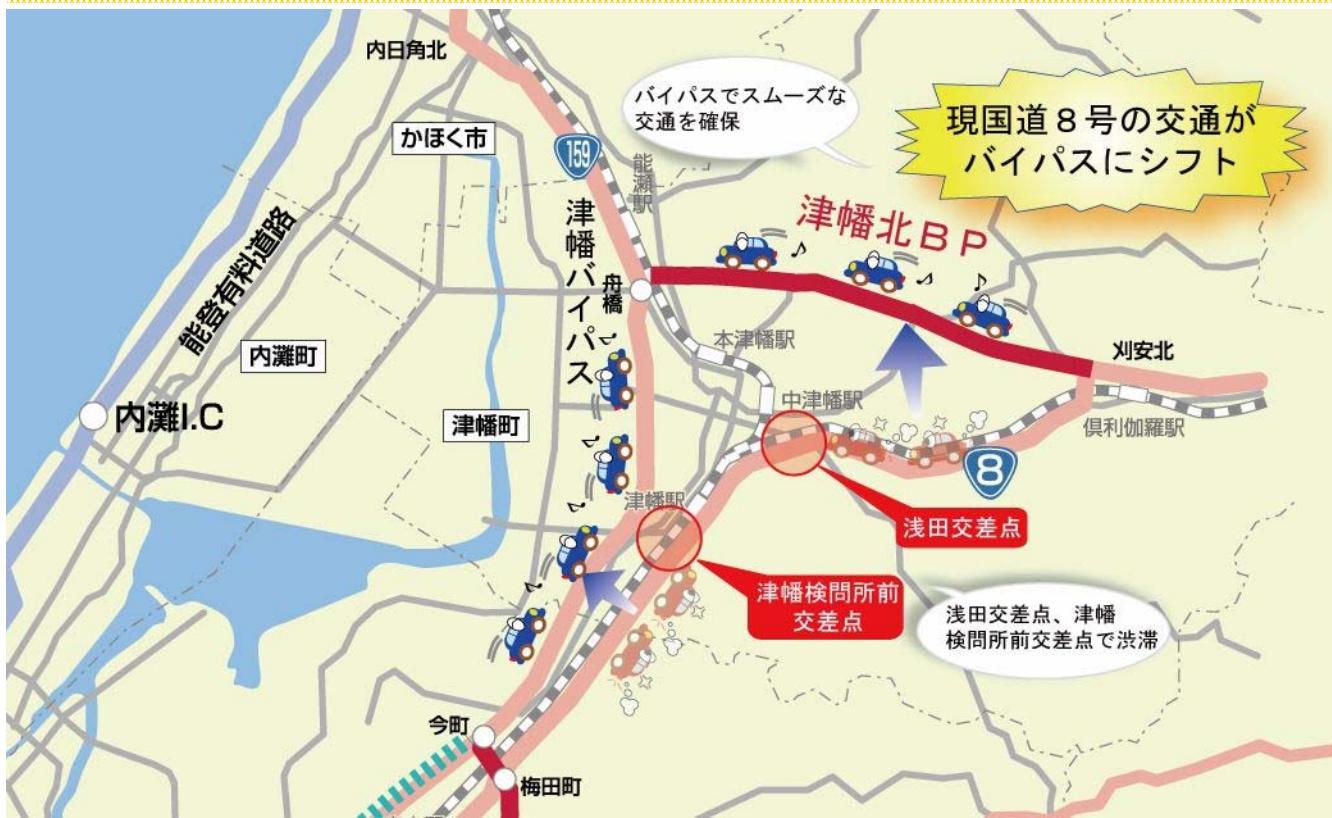 内日角北
バイパスでスムーズな
交通を確保
現国道8号の交通が
バイパスにシフト
かほく市
159
能瀬駅
津幡北BP
能登有料道路
津幡バイパス
舟橋
本津幡駅
刈安北
内灘町
中津幡駅
倶利伽羅駅
内灘I.C
津幡町
8
津幡駅
浅田交差点
津幡検問所前
交差点
浅田交差点、津幡
検問所前交差点で渋滞
今町
梅田町